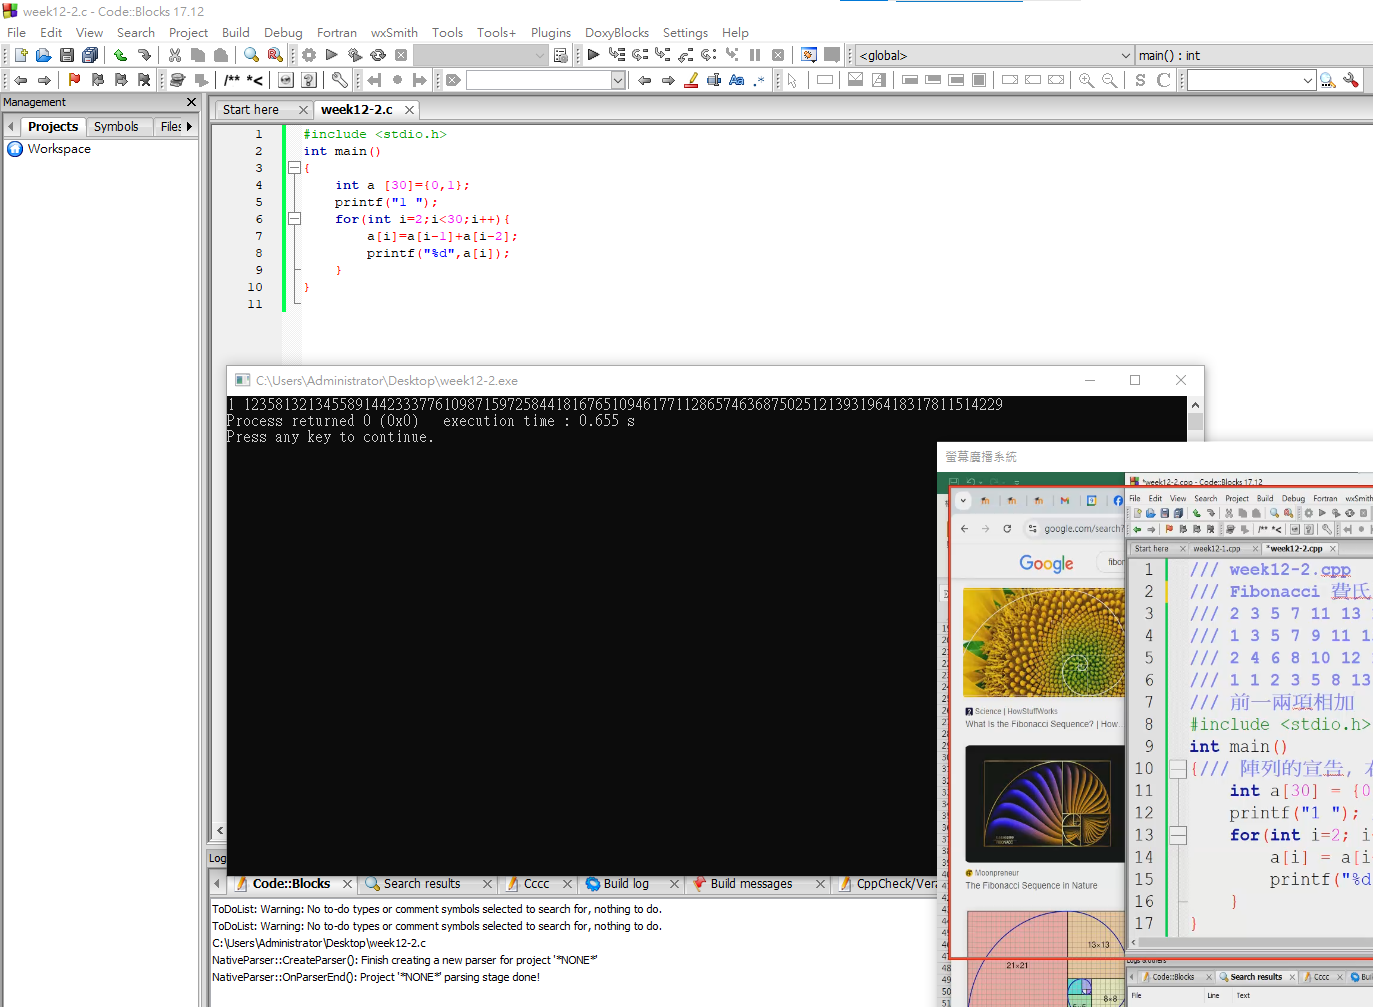 week12-2.c - Code::Blocks 17.12
File Edit View Search Project Build Debug Fortran wxSmith Tools Tools+ Plugins DoxyBlocks Settings Help
<global> main() : int
/** *<
Management
Start here week12-2.c
Projects Symbols Files
Workspace
1 #include <stdio.h>
2 int main()
3 {
4 int a [30]={0,1};
5 printf("1 ");
6 for(int i=2;i<30;i++){
7 a[i]=a[i-1]+a[i-2];
8 printf("%d",a[i]);
9 }
10 }
11
C:\Users\Administrator\Desktop\week12-2.exe
1 123581321345589144233377610987159725844181676510946177112865746368750251213931964183178115 14229
Process returned 0 (0x0)   execution time : 0.655 s
Press any key to continue.
螢幕廣播系統
*week12-2.cpp - Code::Blocks 17.12
File Edit View Search Project Build Debug Fortran wxSmith
Start here week12-1.cpp *week12-2.cpp
google.com/search?
Google
fibor
Science | HowStuffWorks
What Is the Fibonacci Sequence? | How...
Moonpreneur
The Fibonacci Sequence in Nature
13×13
21×21
8×8
1 /// week12-2.cpp
2 /// Fibonacci 費氏
3 /// 2 3 5 7 11 13
4 /// 1 3 5 7 9 11 1
5 /// 2 4 6 8 10 12
6 /// 1 1 2 3 5 8 13
7 /// 前一兩項相加
8 #include <stdio.h>
9 int main()
10 {/// 陣列的宣告,
11 int a[30] = {0
12 printf("1 ");
13 for(int i=2; i
14 a[i] = a[i
15 printf("%d
16 }
17 }
Logs & others
Code::Blocks Search results Cccc
File Line Text
Code::Blocks Search results Cccc Build log Build messages CppCheck/Vera
ToDoList: Warning: No to-do types or comment symbols selected to search for, nothing to do.
ToDoList: Warning: No to-do types or comment symbols selected to search for, nothing to do.
C:\Users\Administrator\Desktop\week12-2.c
NativeParser::CreateParser(): Finish creating a new parser for project '*NONE*'
NativeParser::OnParserEnd(): Project '*NONE*' parsing stage done!